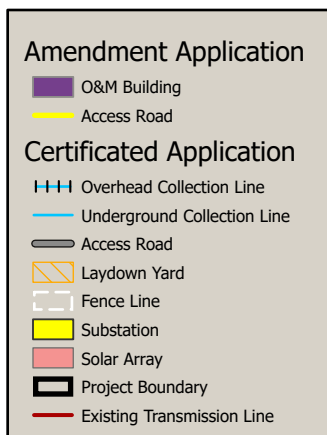 Amendment Application
O&M Building
Access Road
Certificated Application
Overhead Collection Line
Underground Collection Line
Access Road
Laydown Yard
Fence Line
Substation
Solar Array
Project Boundary
Existing Transmission Line